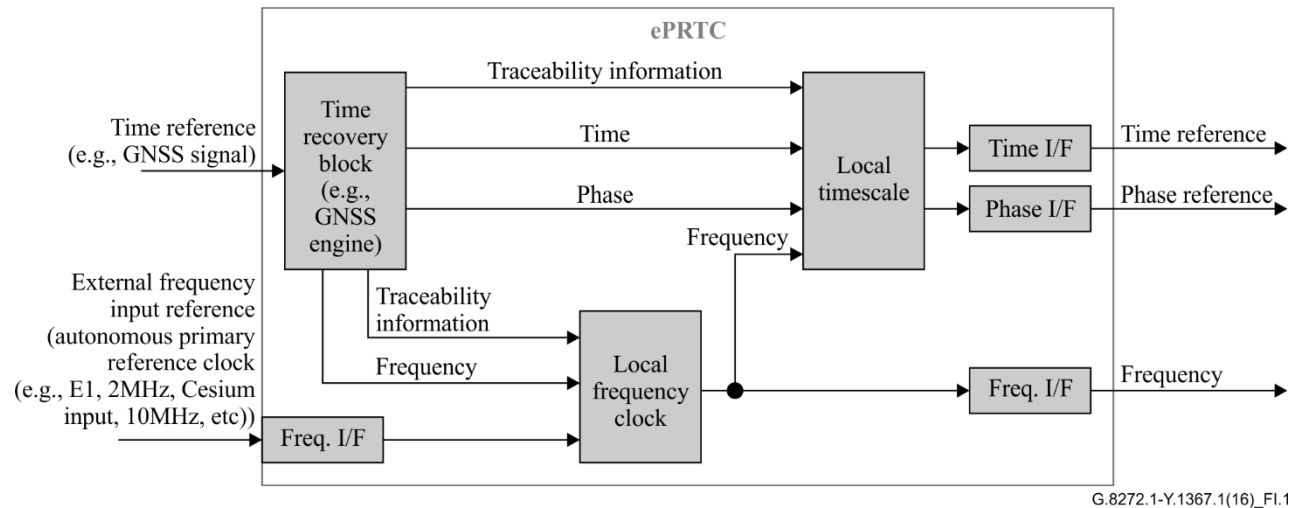 ePRTC
Traceability information
Time reference
(e.g., GNSS signal)
Time
recovery
block
(e.g.,
GNSS
engine)
Time
Phase
Local
timescale
Time I/F
Time reference
Phase I/F
Phase reference
Frequency
External frequency
input reference
(autonomous primary
reference clock
(e.g., E1, 2MHz, Cesium
input, 10MHz, etc))
Traceability
information
Frequency
Freq. I/F
Local
frequency
clock
Freq. I/F
Frequency
G.8272.1-Y.1367.1(16)_FI.1